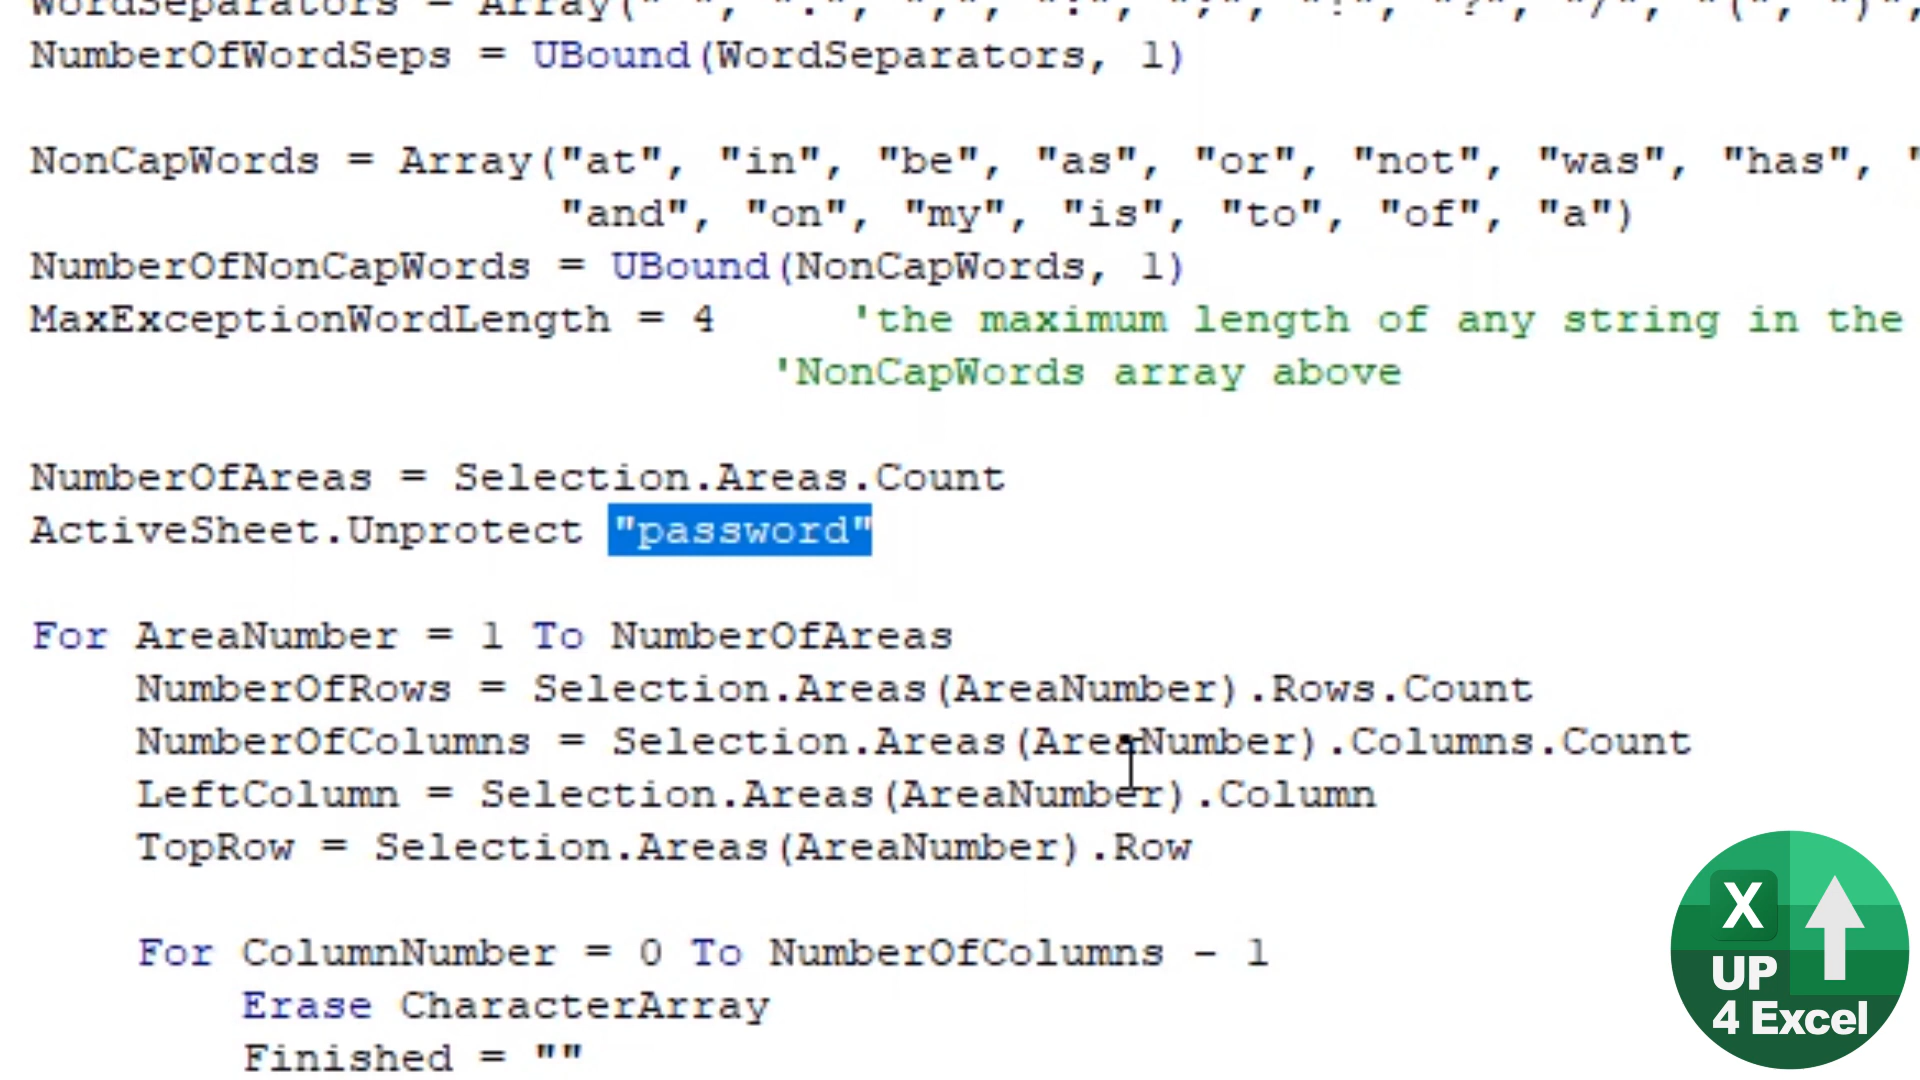 WordSeparators = Array(" ", ".", ",", ":", ";", "!", "?", "/", "(", ")",
NumberOfWordSeps = UBound(WordSeparators, 1)
NonCapWords = Array("at", "in", "be", "as", "or", "not", "was", "has", "
"and", "on", "my", "is", "to", "of", "a")
NumberOfNonCapWords = UBound(NonCapWords, 1)
MaxExceptionWordLength = 4 'the maximum length of any string in the
'NonCapWords array above
NumberOfAreas = Selection.Areas.Count
ActiveSheet.Unprotect "password"
For AreaNumber = 1 To NumberOfAreas
NumberOfRows = Selection.Areas(AreaNumber).Rows.Count
NumberOfColumns = Selection.Areas(AreaNumber).Columns.Count
LeftColumn = Selection.Areas(AreaNumber).Column
TopRow = Selection.Areas(AreaNumber).Row
For ColumnNumber = 0 To NumberOfColumns - 1
Erase CharacterArray
Finished = ""
X
UP
4 Excel